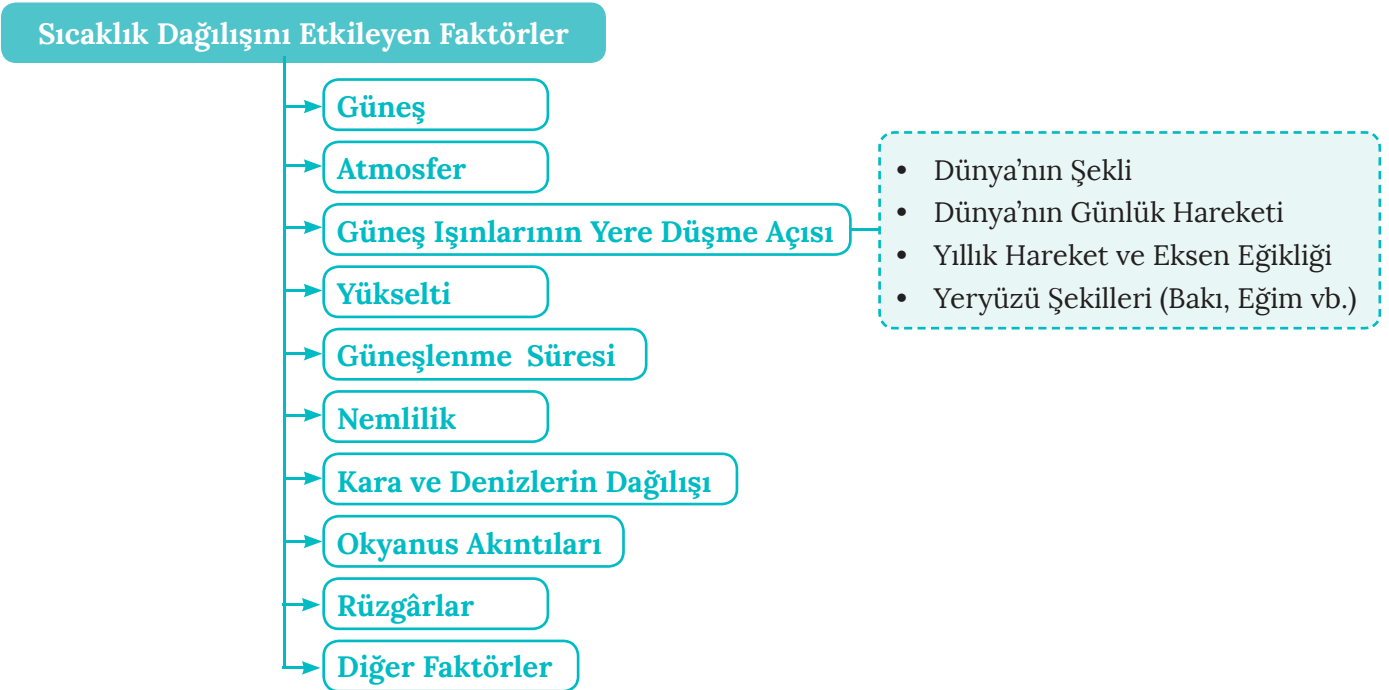 Sıcaklık Dağılışını Etkileyen Faktörler
Güneş
Atmosfer
Güneş Işınlarının Yere Düşme Açısı
• Dünya’nın Şekli
• Dünya’nın Günlük Hareketi
• Yıllık Hareket ve Eksen Eğikliği
• Yeryüzü Şekilleri (Bakı, Eğim vb.)
Yükselti
Güneşlenme Süresi
Nemlilik
Kara ve Denizlerin Dağılışı
Okyanus Akıntıları
Rüzgârlar
Diğer Faktörler